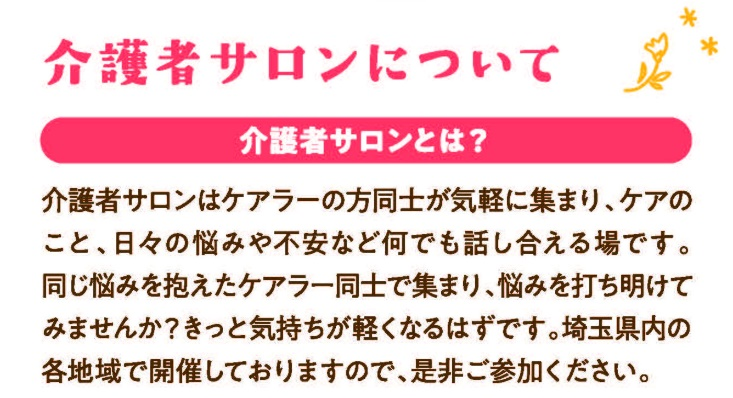 介護者サロンについて
介護者サロンとは？
介護者サロンはケアラーの方同士が気軽に集まり、ケアの
こと、日々の悩みや不安など何でも話し合える場です。
同じ悩みを抱えたケアラー同士で集まり、悩みを打ち明けて
みませんか？きっと気持ちが軽くなるはずです。埼玉県内の
各地域で開催しておりますので、是非ご参加ください。